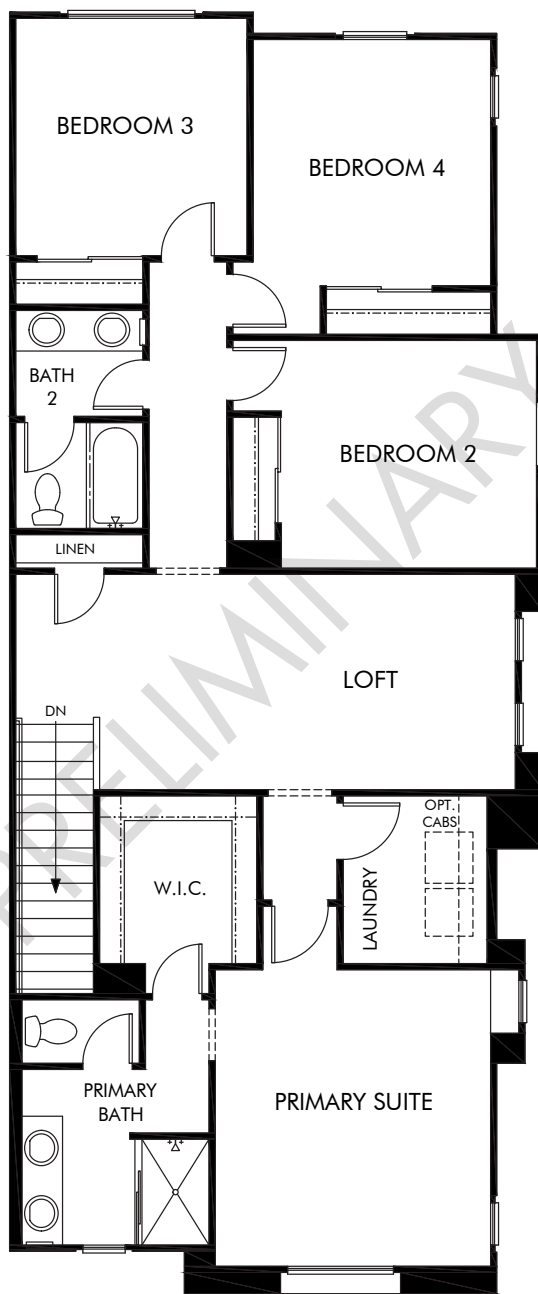 BEDROOM 3
BEDROOM 4
BATH
2
BEDROOM 2
LINEN
LOFT
DN
OPT.
CABS
W.I.C.
LAUNDRY
PRIMARY
BATH
PRIMARY SUITE
PRELIMINARY